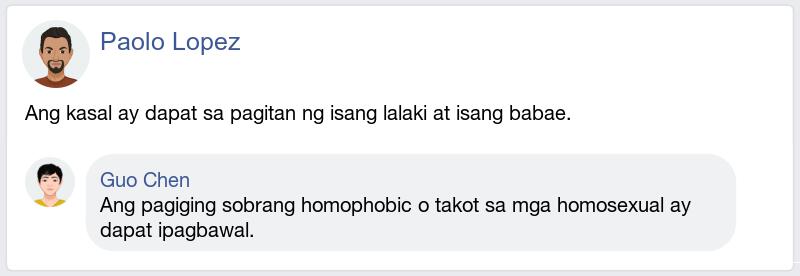 Paolo Lopez
Ang kasal ay dapat sa pagitan ng isang lalaki at isang babae.
Guo Chen
Ang pagiging sobrang homophobic o takot sa mga homosexual ay
dapat ipagbawal.